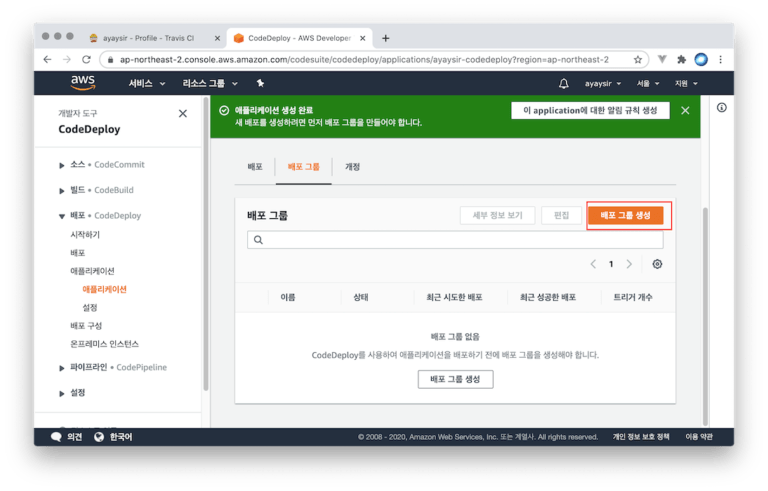 ayaysir - Profile - Travis CI
CodeDeploy - AWS Developer
ap-northeast-2.console.aws.amazon.com/codesuite/codedeploy/applications/ayaysir-codedeploy?region=ap-northeast-2
aws 서비스 리소스 그룹 ayaysir 서울 지원
개발자 도구
CodeDeploy
소스 • CodeCommit
빌드 • CodeBuild
배포 • CodeDeploy
시작하기
배포
애플리케이션
애플리케이션
설정
배포 구성
온프레미스 인스턴스
파이프라인 • CodePipeline
설정
애플리케이션 생성 완료
새 배포를 생성하려면 먼저 배포 그룹을 만들어야 합니다.
이 application에 대한 알림 규칙 생성
배포 배포 그룹 개정
배포 그룹 세부 정보 보기 편집 배포 그룹 생성
1
이름 상태 최근 시도한 배포 최근 성공한 배포 트리거 개수
배포 그룹 없음
CodeDeploy를 사용하여 애플리케이션을 배포하기 전에 배포 그룹을 생성해야 합니다.
배포 그룹 생성
의견 한국어 © 2008 - 2020, Amazon Web Services, Inc. 또는 계열사. All rights reserved. 개인 정보 보호 정책 이용 약관